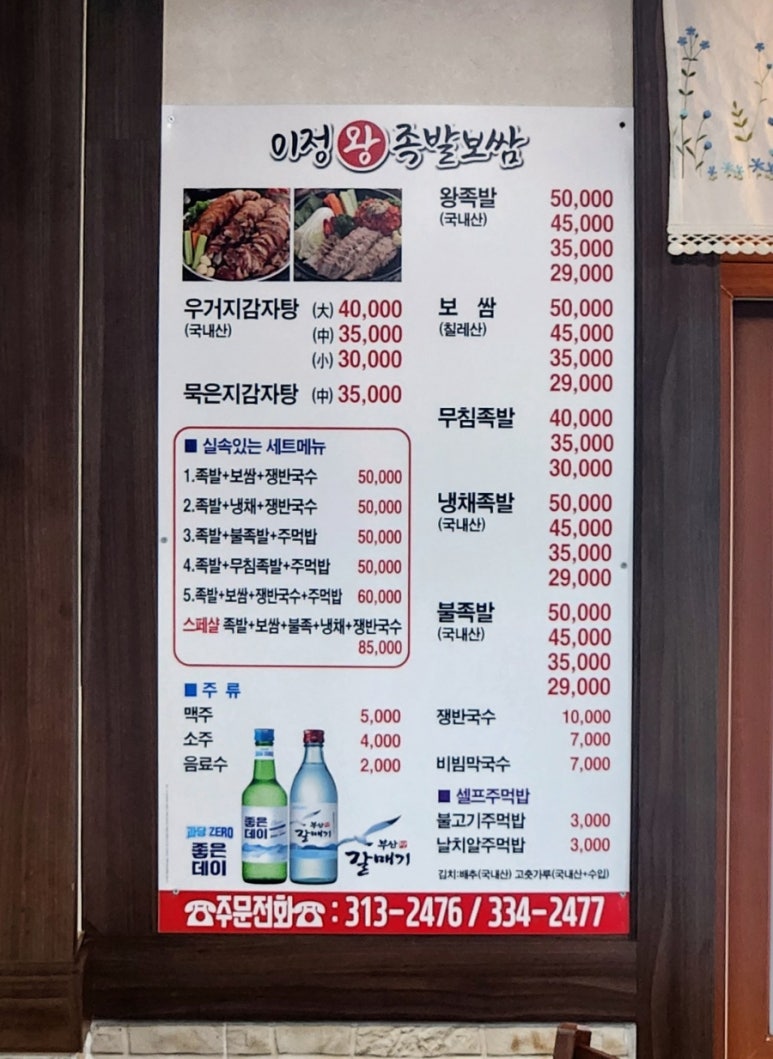 이정 왕 족발보쌈
우거지감자탕 (大) 40,000
(국내산) (中) 35,000
(小) 30,000
묵은지감자탕 (中) 35,000
■ 실속있는 세트메뉴
1.족발+보쌈+쟁반국수 50,000
2.족발+냉채+쟁반국수 50,000
3.족발+불족발+주먹밥 50,000
4.족발+무침족발+주먹밥 50,000
5.족발+보쌈+쟁반국수+주먹밥 60,000
스페샬 족발+보쌈+불족+냉채+쟁반국수
85,000
■ 주 류
맥주 5,000
소주 4,000
음료수 2,000
과당 ZERO
좋은
데이
좋은
데이
부산
갈매기
부산
갈매기
왕족발 50,000
(국내산) 45,000
35,000
29,000
보 쌈 50,000
(칠레산) 45,000
35,000
29,000
무침족발 40,000
35,000
30,000
냉채족발 50,000
(국내산) 45,000
35,000
29,000
불족발 50,000
(국내산) 45,000
35,000
29,000
쟁반국수 10,000
7,000
비빔막국수 7,000
■ 셀프주먹밥
불고기주먹밥 3,000
날치알주먹밥 3,000
김치:배추(국내산) 고춧가루(국내산+수입)
☎주문전화☎ : 313-2476 / 334-2477